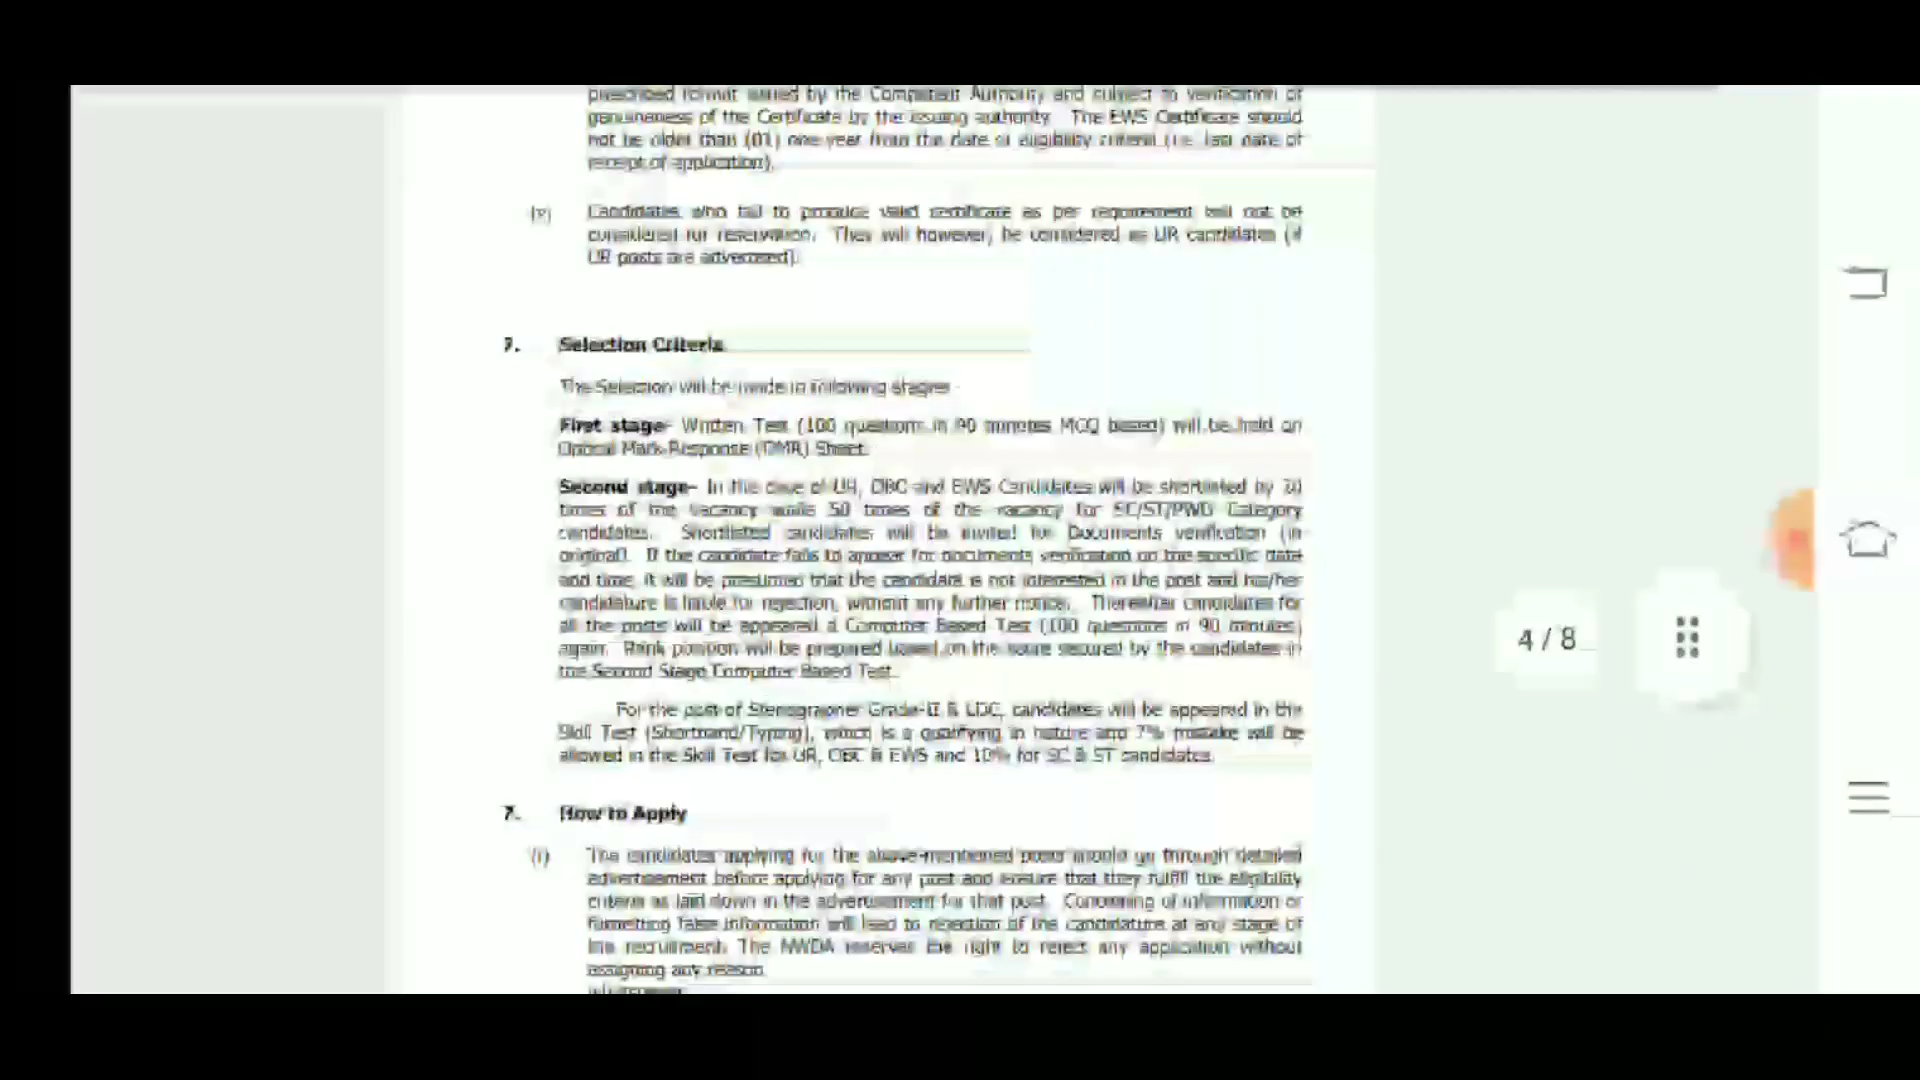 prescribed format issued by the Competent Authority and subject to verification of
genuineness of the Certificate by the issuing authority. The EWS Certificate should
not be older than (01) one year from the date of eligibility criteria (i.e. last date of
receipt of application).
(v) Candidates who fail to produce valid certificate as per requirement will not be
considered for reservation. They will however, be considered as UR candidates (if
UR posts are advertised).
7. Selection Criteria
The Selection will be made in following stages
First stage- Written Test (100 questions in 90 minutes MCQ based) will be held on
Optical Mark Response (OMR) Sheet.
Second stage- In the case of UR, OBC and EWS Candidates will be shortlisted by
times of the vacancy while 50 times of the vacancy for SC/ST/PWD Category
candidates. Shortlisted candidates will be invited for Documents verification (in
original). If the candidate fails to appear for documents verification on the specific date
and time, it will be presumed that the candidate is not interested in the post and his/her
candidature is liable for rejection, without any further notice. Thereafter candidates for
all the posts will be appeared a Computer Based Test (100 questions in 90 minutes)
again. Rank position will be prepared based on the score secured by the candidates in
the Second Stage Computer Based Test.
For the post of Stenographer Grade-II & LDC, candidates will be appeared in the
Skill Test (Shorthand/Typing), which is a qualifying in nature and 7% mistake will be
allowed in the Skill Test for UR, OBC & EWS and 10% for SC & ST candidates.
7. How to Apply
(i) The candidates applying for the above-mentioned posts should go through detailed
advertisement before applying for any post and ensure that they fulfill the eligibility
criteria as laid down in the advertisement for that post. Concealing of information or
furnishing false information will lead to rejection of the candidature at any stage of
the recruitment. The NWDA reserves the right to reject any application without
assigning any reason
4 / 8